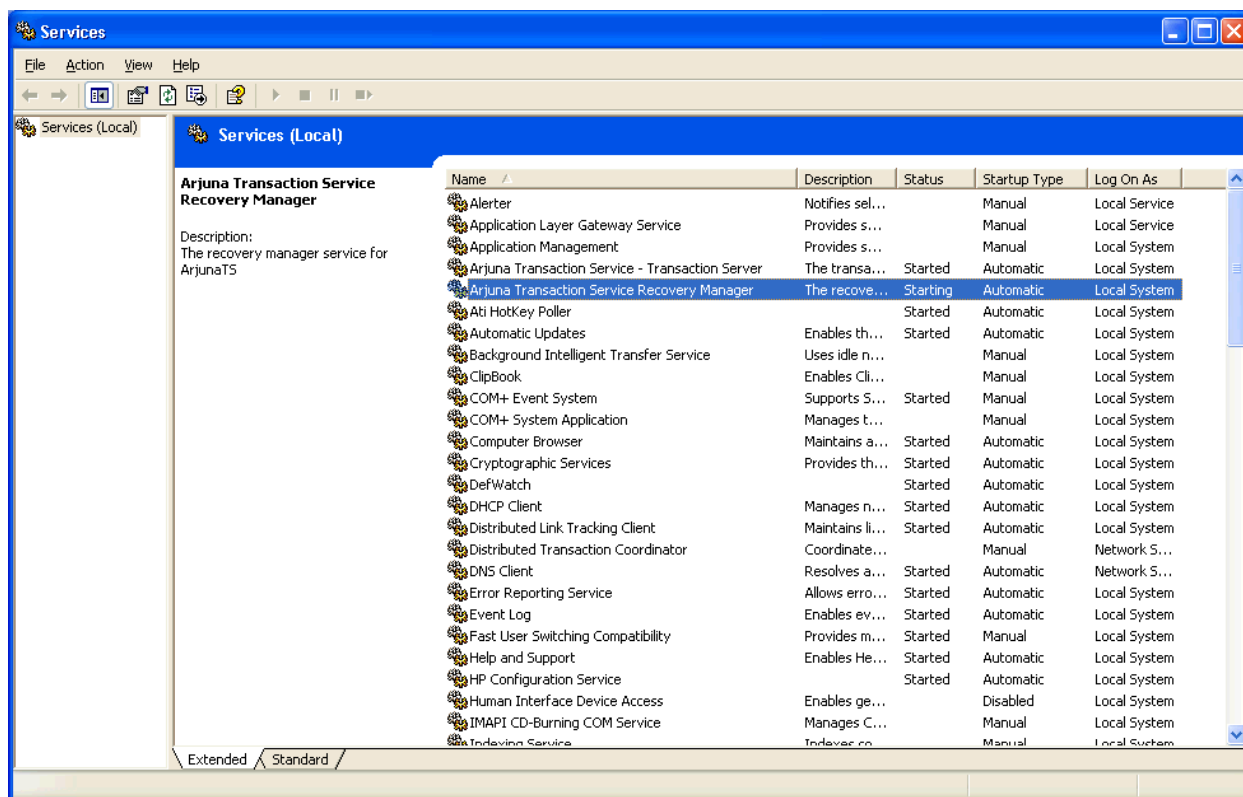 Services
File Action View Help
Services (Local)
Services (Local)
Arjuna Transaction Service
Recovery Manager
Description:
The recovery manager service for
ArjunaTS
Name Description Status Startup Type Log On As
Alerter Notifies sel... Manual Local Service
Application Layer Gateway Service Provides s... Manual Local Service
Application Management Provides s... Manual Local System
Arjuna Transaction Service - Transaction Server The transa... Started Automatic Local System
Arjuna Transaction Service Recovery Manager The recove... Starting Automatic Local System
Ati HotKey Poller Started Automatic Local System
Automatic Updates Enables th... Started Automatic Local System
Background Intelligent Transfer Service Uses idle n... Manual Local System
ClipBook Enables Cli... Manual Local System
COM+ Event System Supports S... Started Manual Local System
COM+ System Application Manages t... Manual Local System
Computer Browser Maintains a... Started Automatic Local System
Cryptographic Services Provides th... Started Automatic Local System
DefWatch Started Automatic Local System
DHCP Client Manages n... Started Automatic Local System
Distributed Link Tracking Client Maintains li... Started Automatic Local System
Distributed Transaction Coordinator Coordinate... Manual Network S...
DNS Client Resolves a... Started Automatic Network S...
Error Reporting Service Allows erro... Started Automatic Local System
Event Log Enables ev... Started Automatic Local System
Fast User Switching Compatibility Provides m... Started Manual Local System
Help and Support Enables He... Started Automatic Local System
HP Configuration Service Started Automatic Local System
Human Interface Device Access Enables ge... Disabled Local System
IMAPI CD-Burning COM Service Manages C... Manual Local System
Indexing Service Indexes co... Manual Local System
Extended Standard